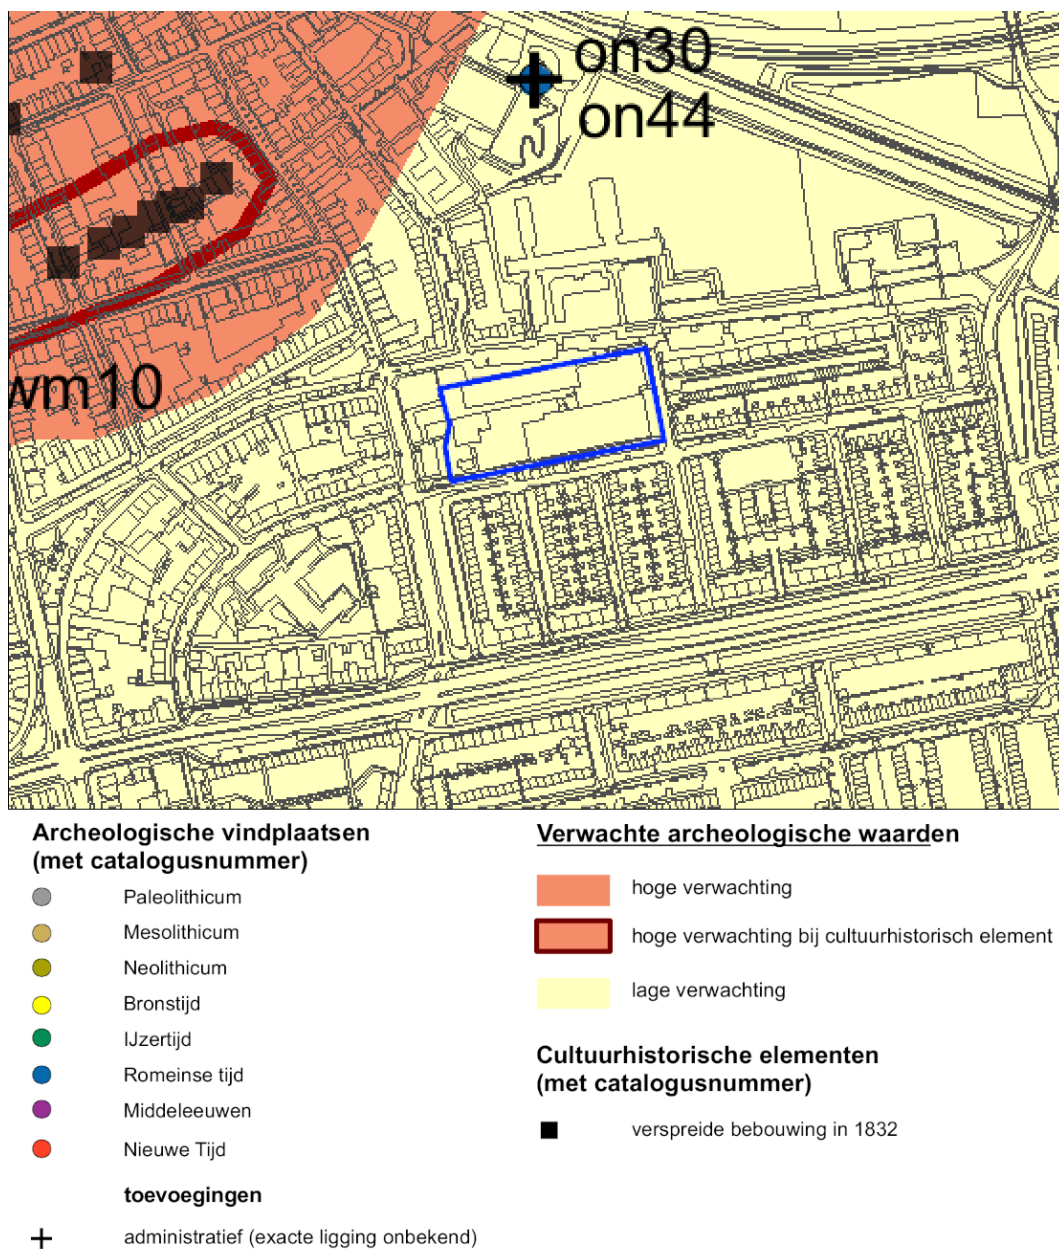 on30
on44
wm10
Archeologische vindplaatsen
(met catalogusnummer)
Paleolithicum
Mesolithicum
Neolithicum
Bronstijd
IJzertijd
Romeinse tijd
Middeleeuwen
Nieuwe Tijd
toevoegingen
administratief (exacte ligging onbekend)
Verwachte archeologische waarden
hoge verwachting
hoge verwachting bij cultuurhistorisch element
lage verwachting
Cultuurhistorische elementen
(met catalogusnummer)
verspreide bebouwing in 1832